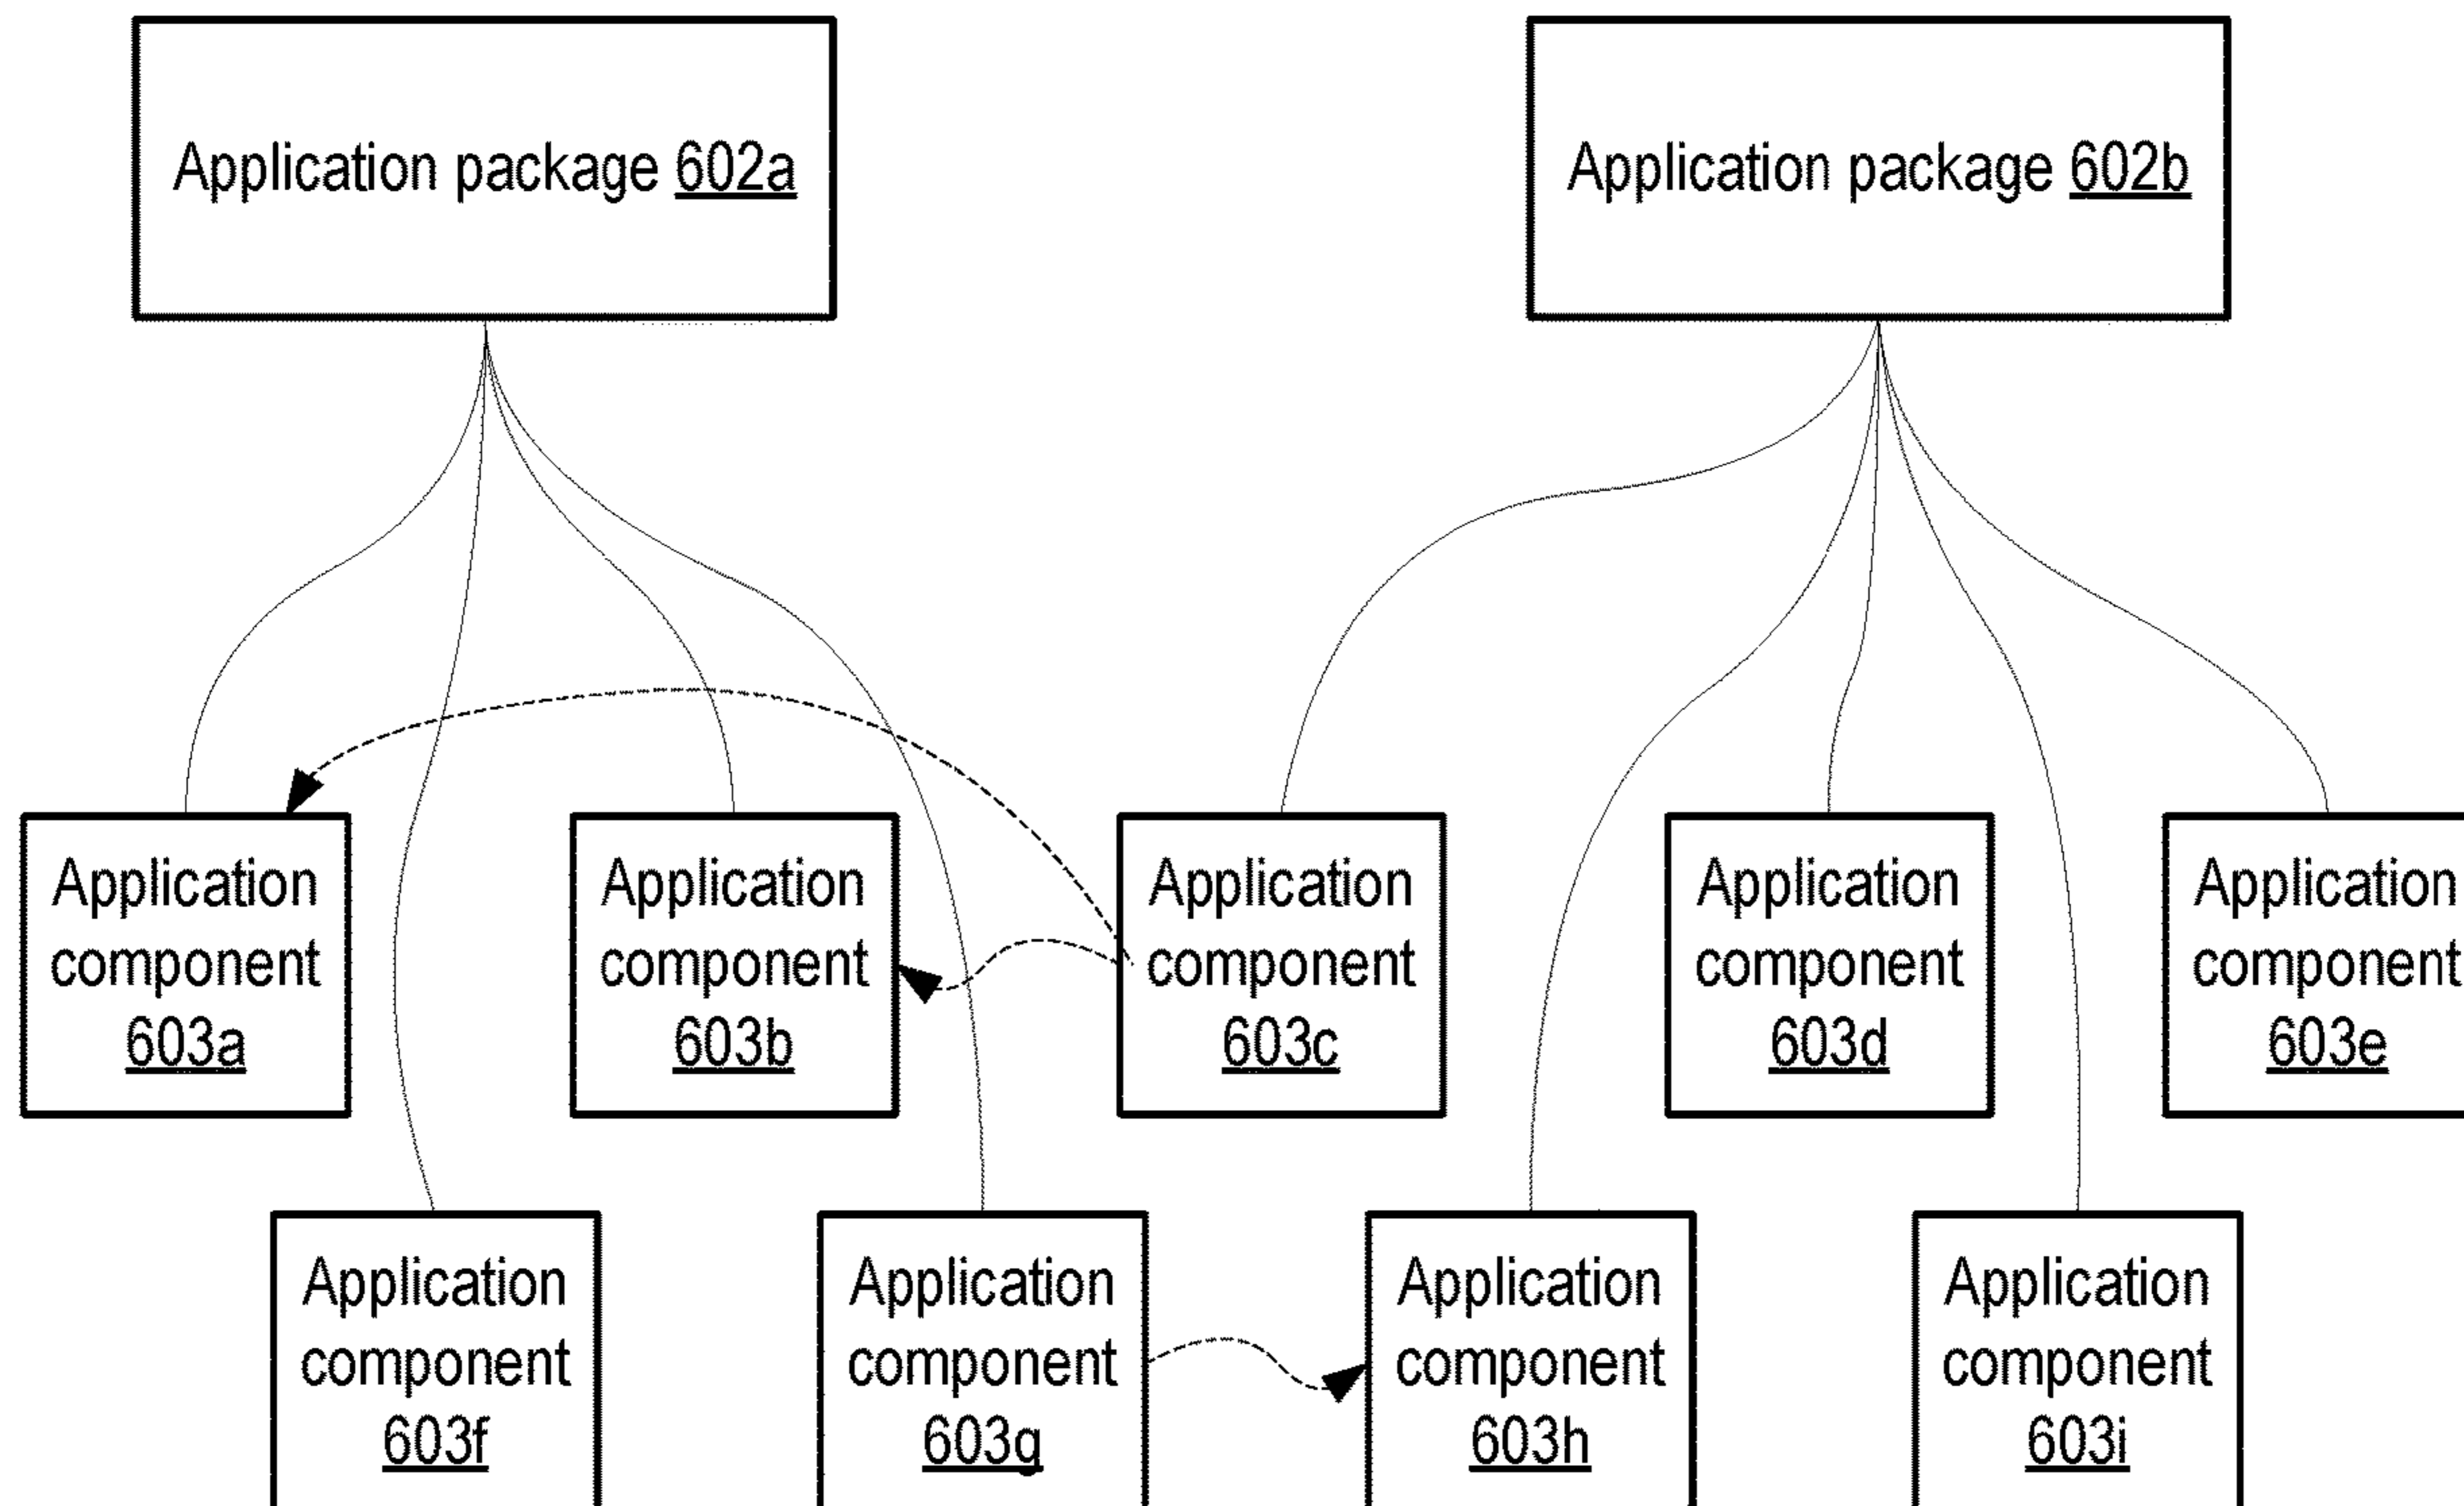 Application package 602a
Application package 602b
Application
component
603a
Application
component
603b
Application
component
603c
Application
component
603d
Application
component
603e
Application
component
603f
Application
component
603g
Application
component
603h
Application
component
603i